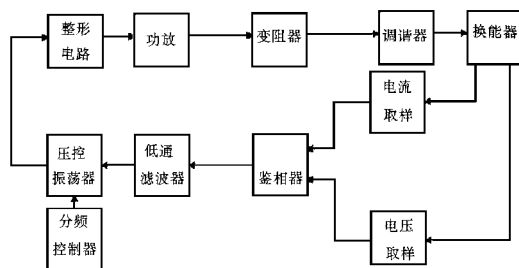 整形
电路
功放
变阻器
调谐器
换能器
电流
取样
压控
振荡器
低通
滤波器
鉴相器
分频
控制器
电压
取样